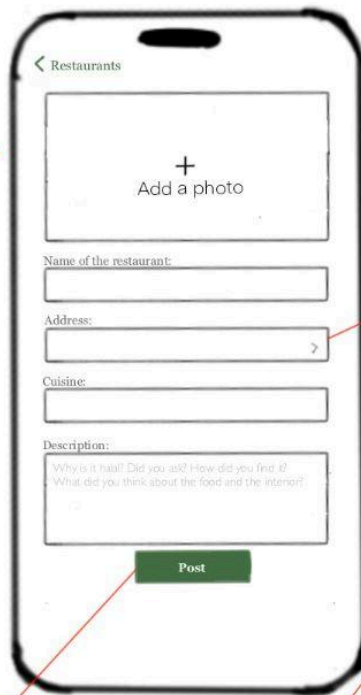 Restaurants
+
Add a photo
Name of the restaurant:
Address:
Cuisine:
Description:
Why is it halal? Did you ask? How did you find it?
What did you think about the food and the interior?
Post